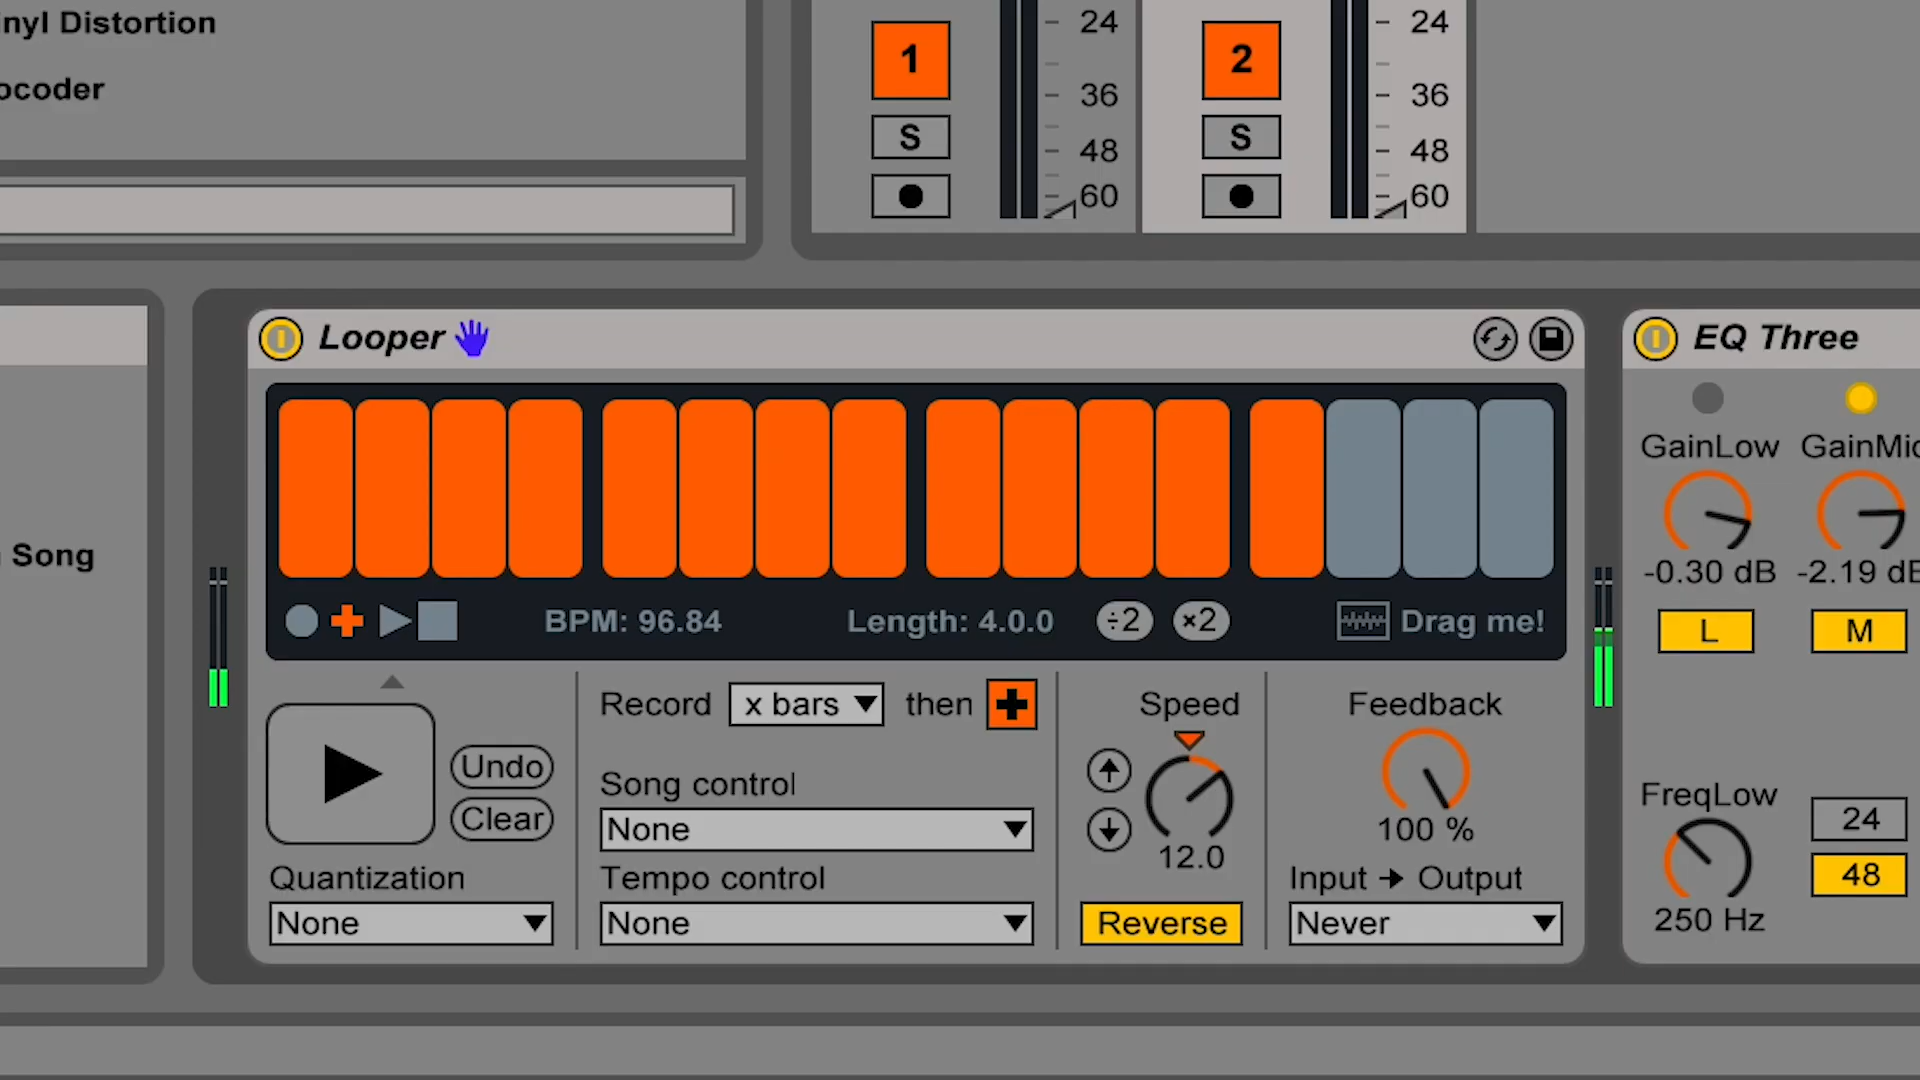 inyl Distortion
ocoder
1
S
24
36
48
60
2
S
24
36
48
60
Song
Looper
BPM: 96.84
Length: 4.0.0
÷2
×2
Drag me!
Undo
Clear
Quantization
None
Record x bars then
Song control
None
Tempo control
None
Speed
12.0
Reverse
Feedback
100 %
Input → Output
Never
EQ Three
GainLow
GainMid
-0.30 dB
-2.19 dB
L
M
FreqLow
250 Hz
24
48